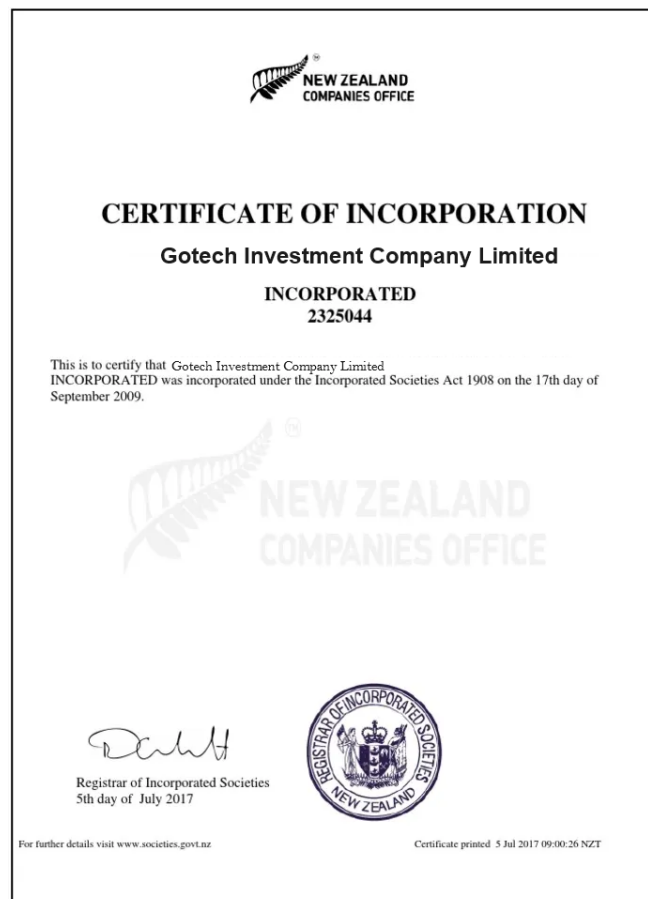 NEW ZEALAND
COMPANIES OFFICE
CERTIFICATE OF INCORPORATION
Gotech Investment Company Limited
INCORPORATED
2325044
This is to certify that Gotech Investment Company Limited
INCORPORATED was incorporated under the Incorporated Societies Act 1908 on the 17th day of
September 2009.
NEW ZEALAND
COMPANIES OFFICE
REGISTRAR OF INCORPORATED SOCIETIES
NEW ZEALAND
Registrar of Incorporated Societies
5th day of July 2017
For further details visit www.societies.govt.nz
Certificate printed 5 Jul 2017 09:00:26 NZT